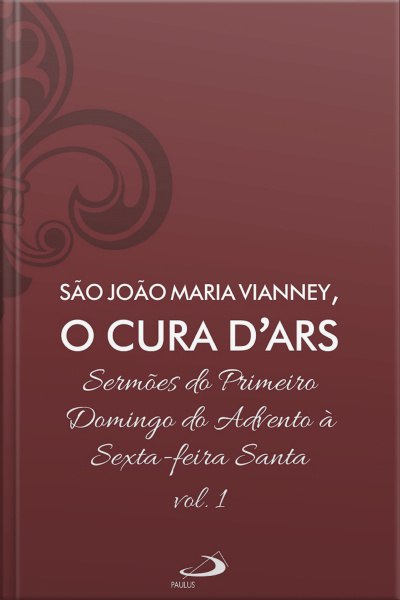 SÃO JOÃO MARIA VIANNEY,
O CURA D’ARS
Sermões do Primeiro
Domingo do Advento à
Sexta-feira Santa
vol. 1
PAULUS